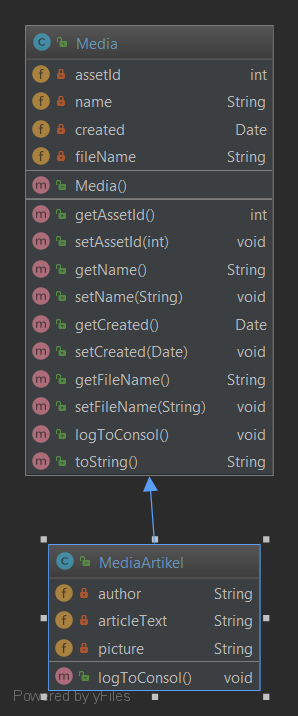 Media
assetId int
name String
created Date
fileName String
Media()
getAssetId() int
setAssetId(int) void
getName() String
setName(String) void
getCreated() Date
setCreated(Date) void
getFileName() String
setFileName(String) void
logToConsol() void
toString() String
MediaArtikel
author String
articleText String
picture String
logToConsol() void
Powered by yFiles